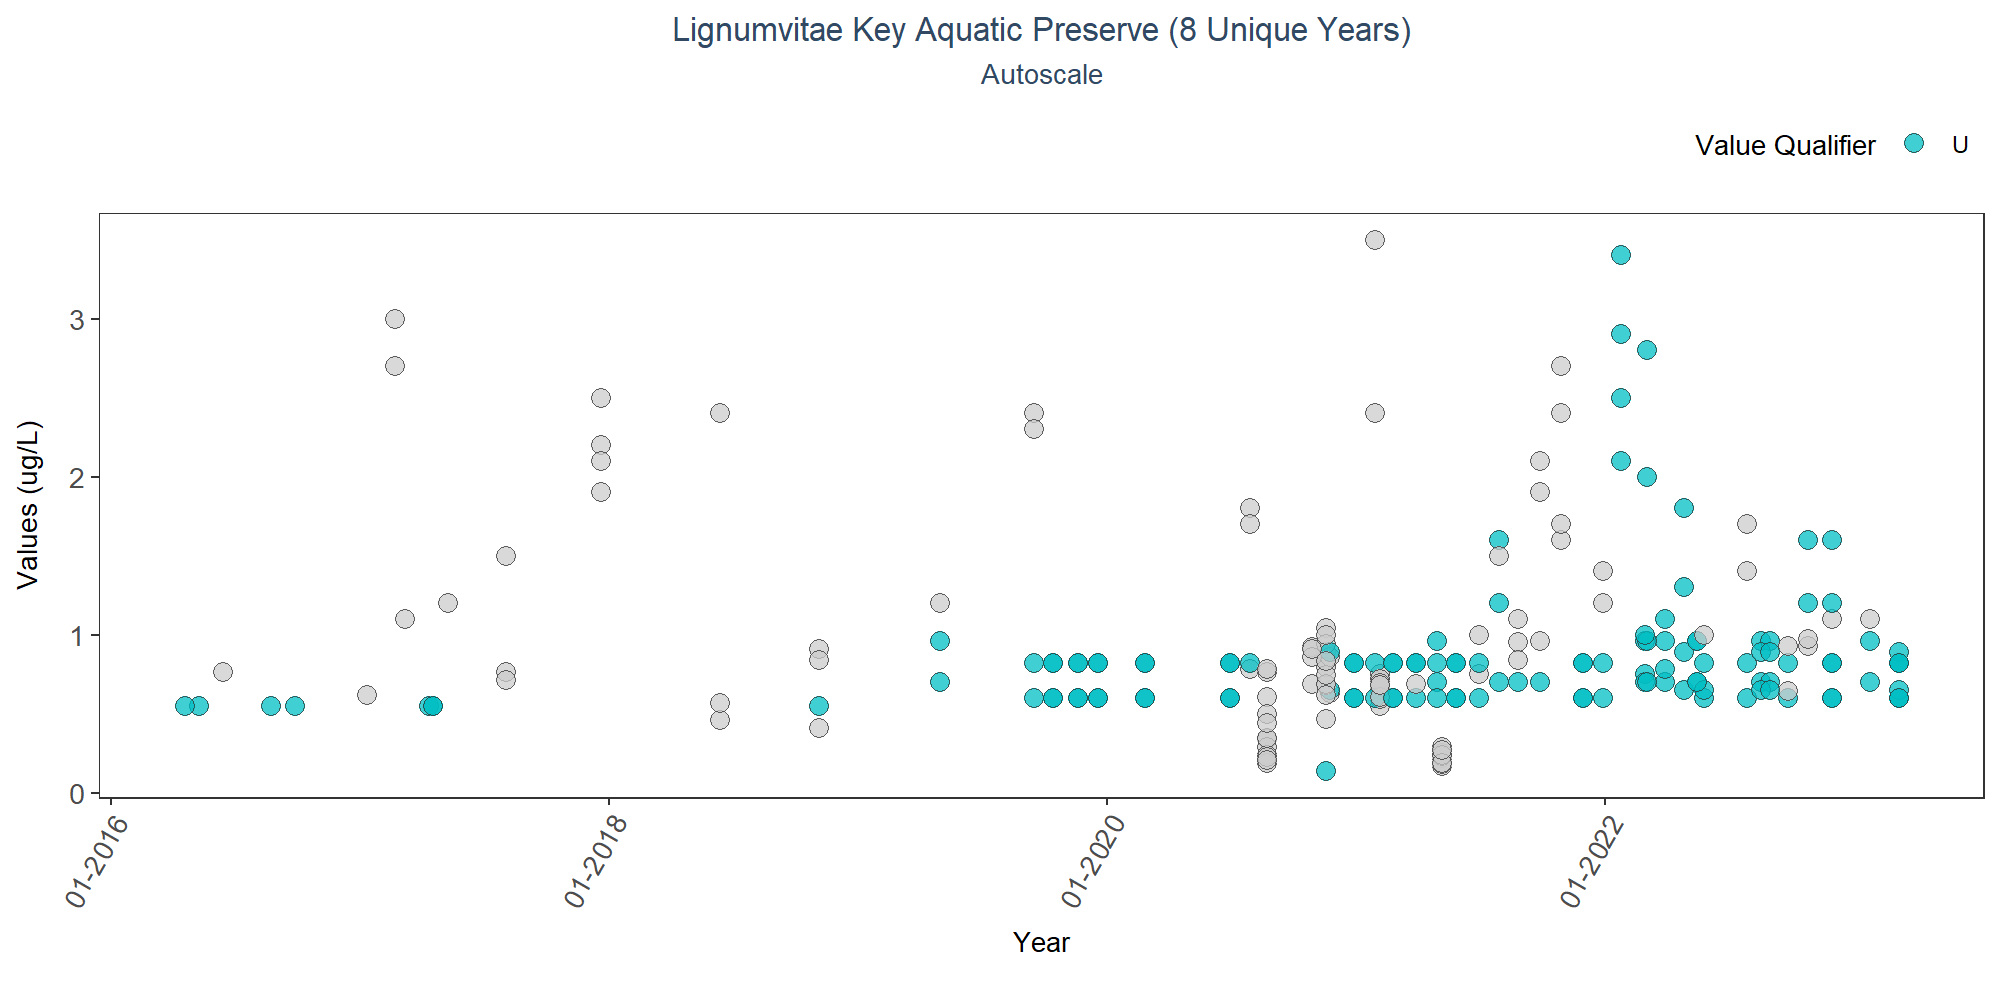 Lignumvitae Key Aquatic Preserve (8 Unique Years)
Autoscale
Value Qualifier U
Values (ug/L)
3
2
1
0
01-2016 01-2018 01-2020 01-2022
Year